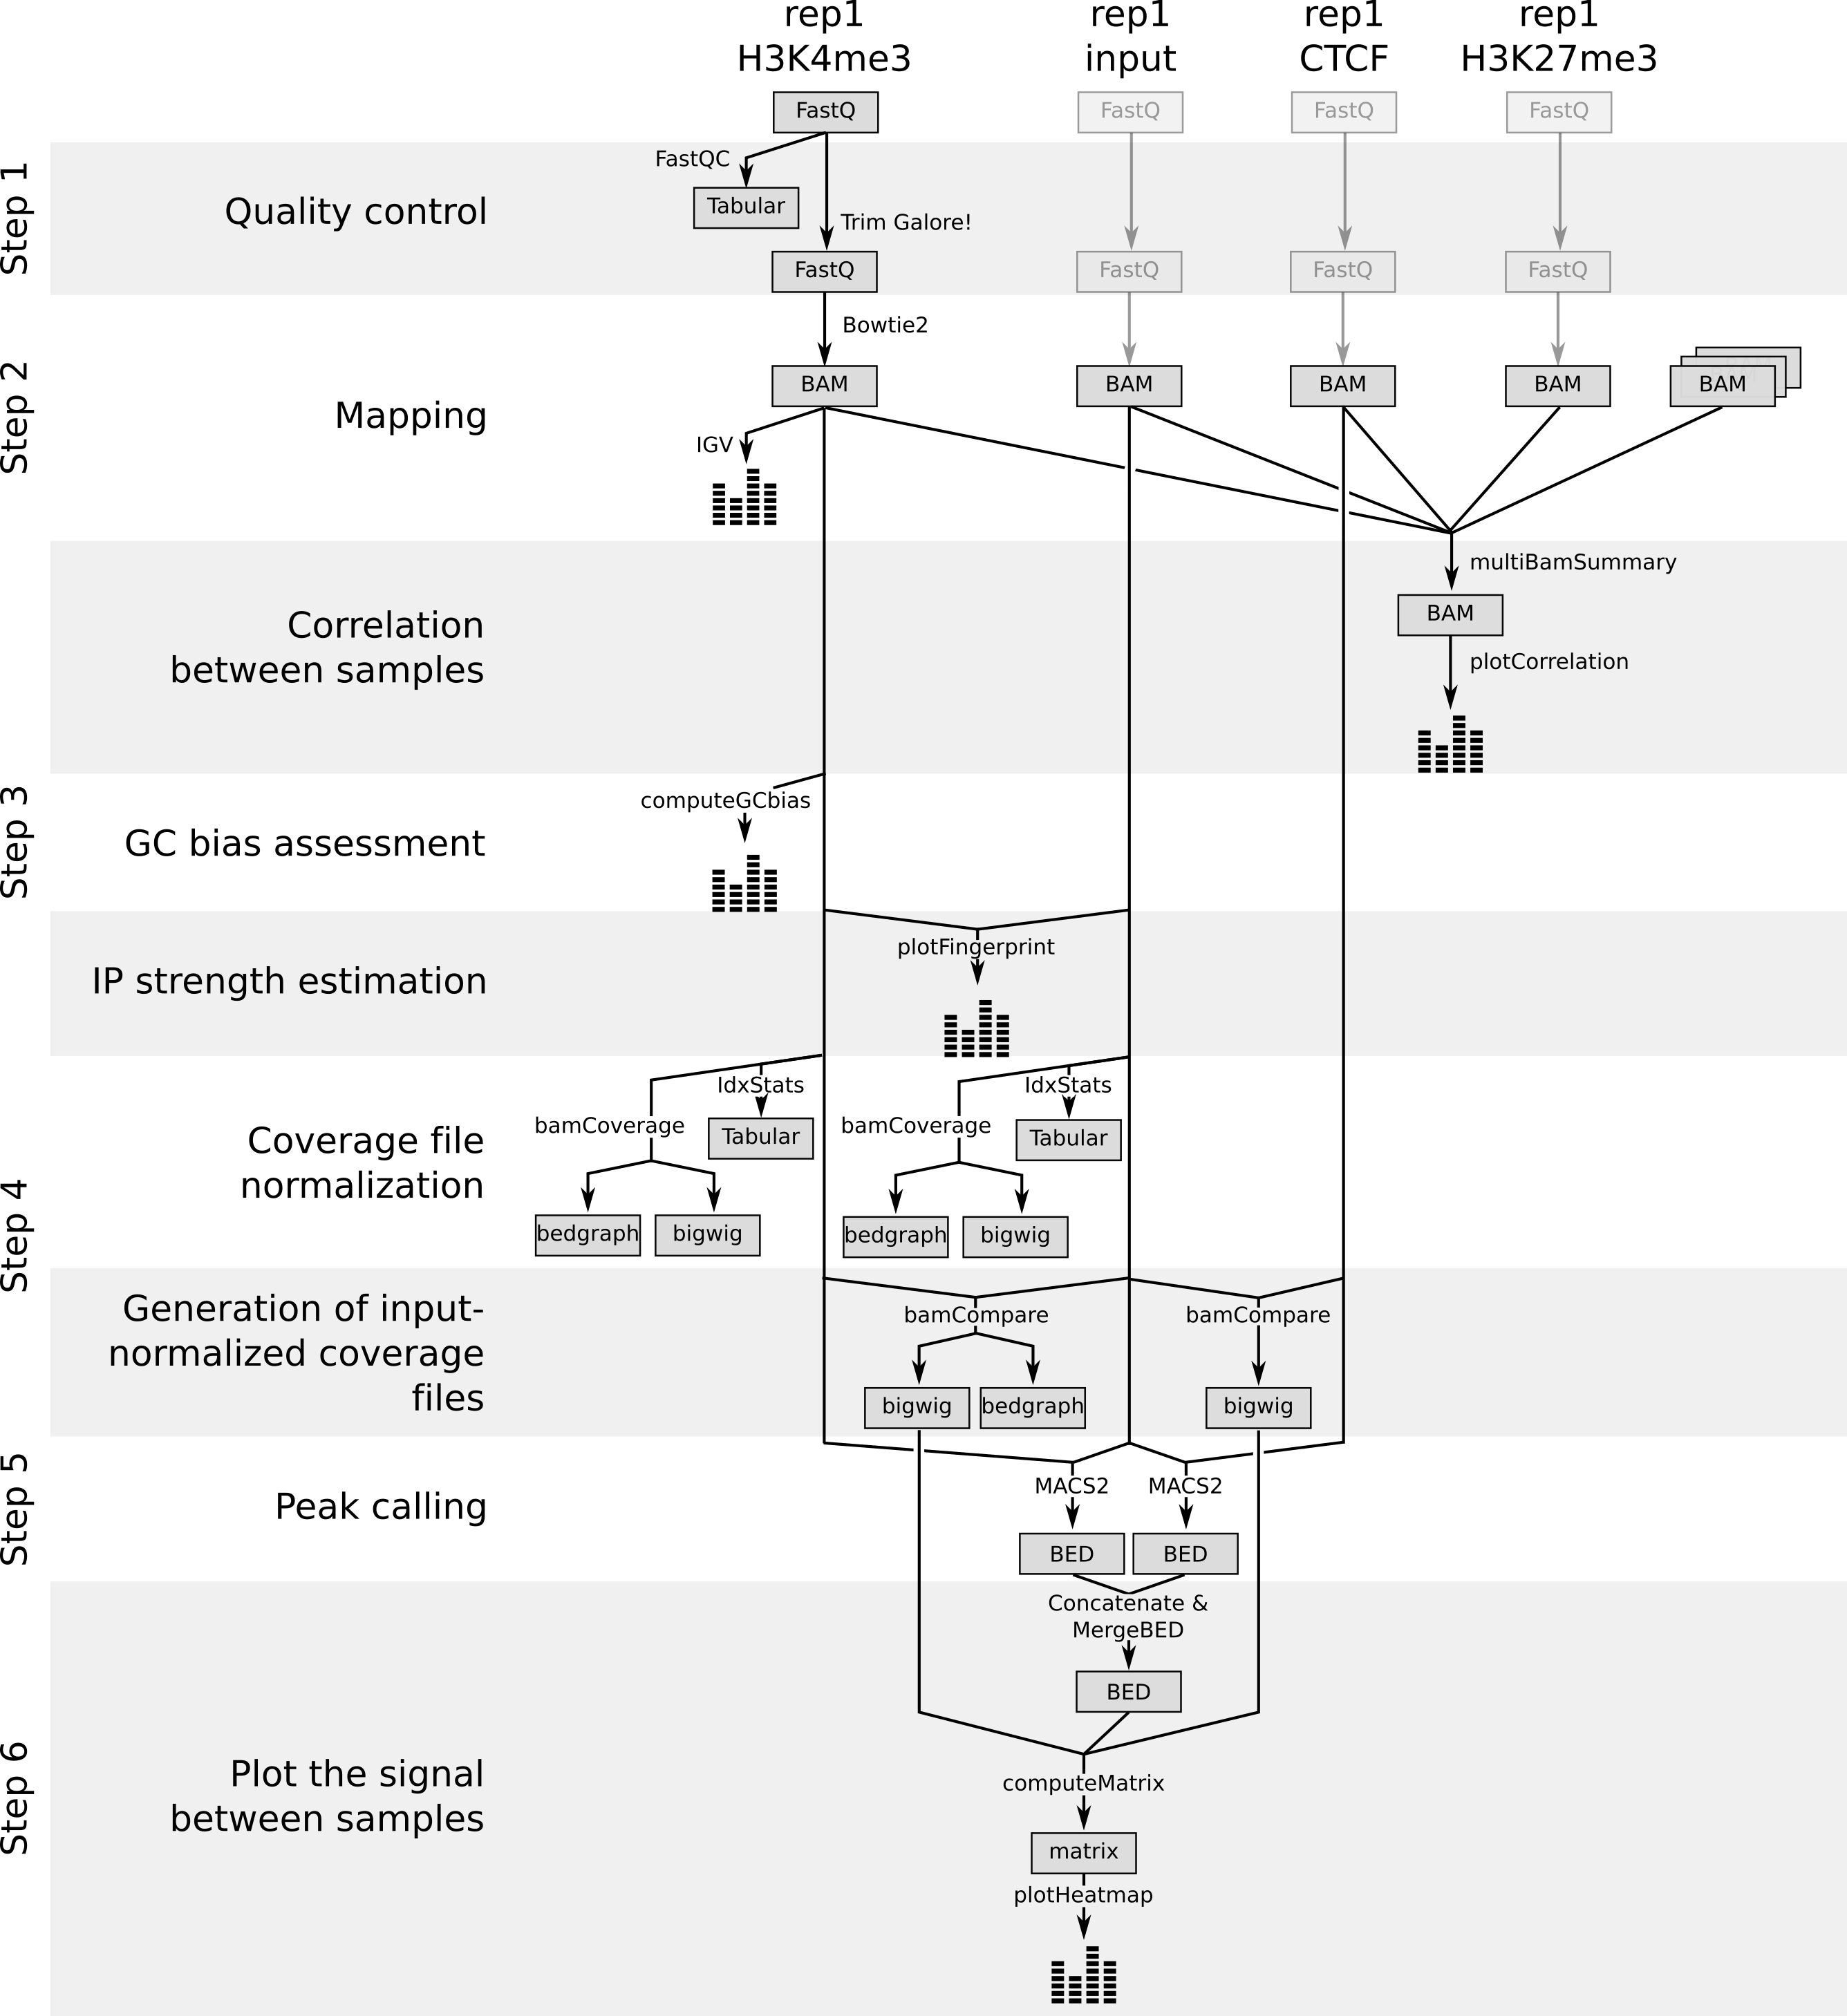 rep1
H3K4me3
rep1
input
rep1
CTCF
rep1
H3K27me3
FastQ
FastQ
FastQ
FastQ
Step 1
Quality control
FastQC
Tabular
Trim Galore!
FastQ
FastQ
FastQ
FastQ
Step 2
Mapping
Bowtie2
BAM
BAM
BAM
BAM
BAM
IGV
Step 3
Correlation
between samples
multiBamSummary
BAM
plotCorrelation
GC bias assessment
computeGCbias
IP strength estimation
plotFingerprint
Step 4
Coverage file
normalization
IdxStats
bamCoverage
Tabular
bedgraph
bigwig
IdxStats
bamCoverage
Tabular
bedgraph
bigwig
Generation of input-
normalized coverage
files
bamCompare
bigwig
bedgraph
bamCompare
bigwig
Step 5
Peak calling
MACS2
MACS2
BED
BED
Step 6
Plot the signal
between samples
Concatenate &
MergeBED
BED
computeMatrix
matrix
plotHeatmap